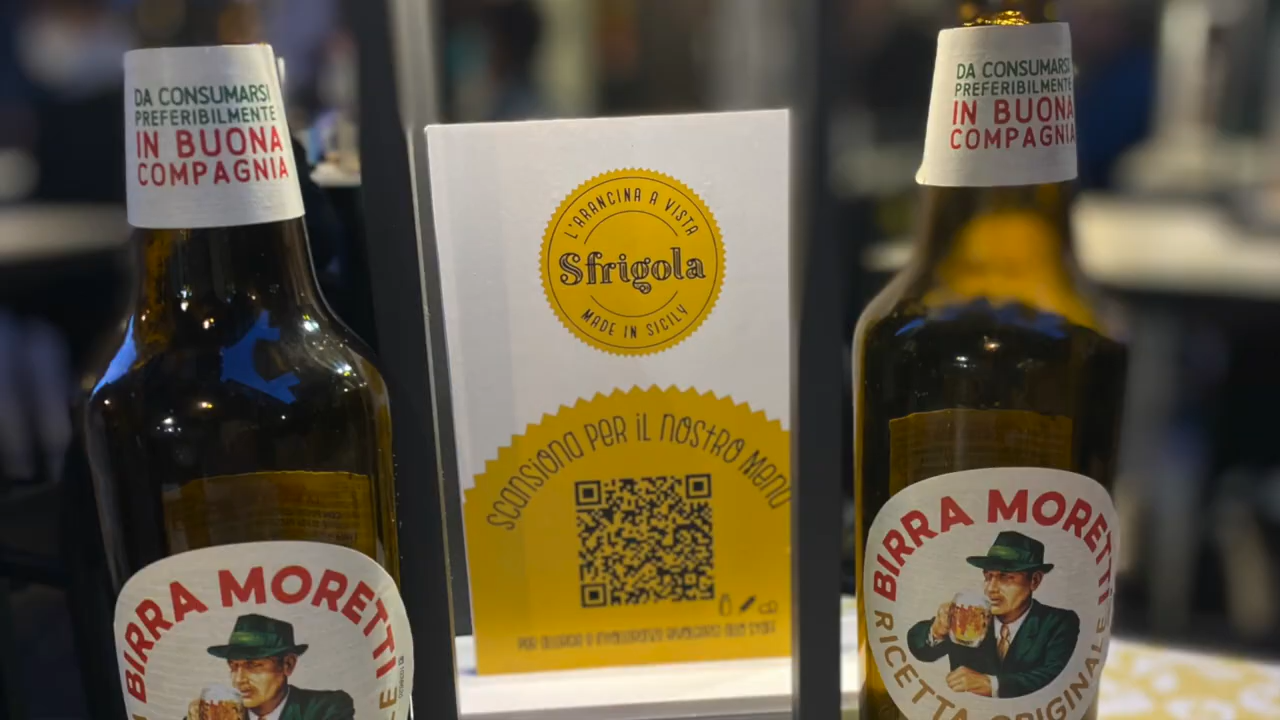 DA CONSUMARSI
PREFERIBILMENTE
IN BUONA
COMPAGNIA
BIRRA MORETTI
L'ARANCINA A VISTA
Sfrigola
MADE IN SICILY
scansiona per il nostro menù
DA CONSUMARSI
PREFERIBILMENTE
IN BUONA
COMPAGNIA
BIRRA MORETTI
RICETTA ORIGINALE